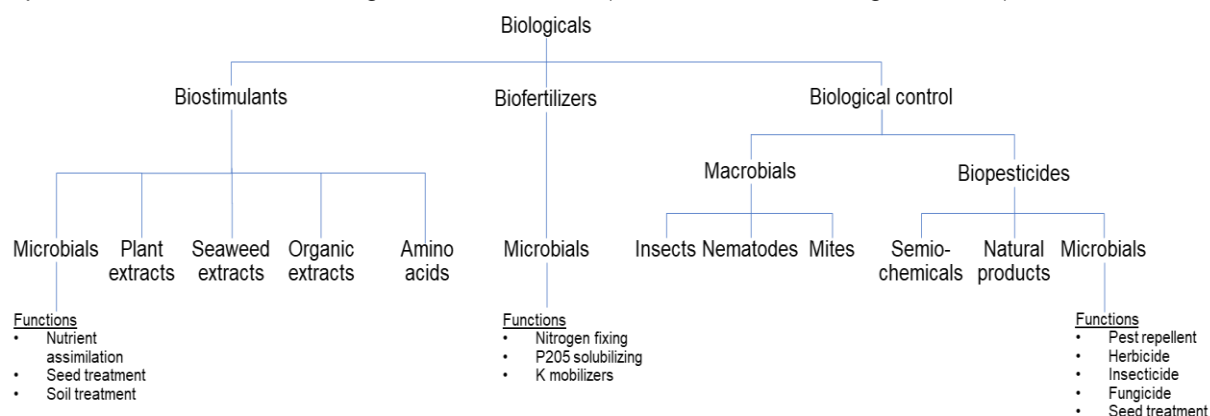 Biologicals
Biostimulants
Biofertilizers
Biological control
Macrobials
Biopesticides
Microbials
Plant
extracts
Seaweed
extracts
Organic
extracts
Amino
acids
Microbials
Insects
Nematodes
Mites
Semio-
chemicals
Natural
products
Microbials
Functions
• Nutrient
assimilation
• Seed treatment
• Soil treatment
Functions
• Nitrogen fixing
• P205 solubilizing
• K mobilizers
Functions
• Pest repellent
• Herbicide
• Insecticide
• Fungicide
• Seed treatment